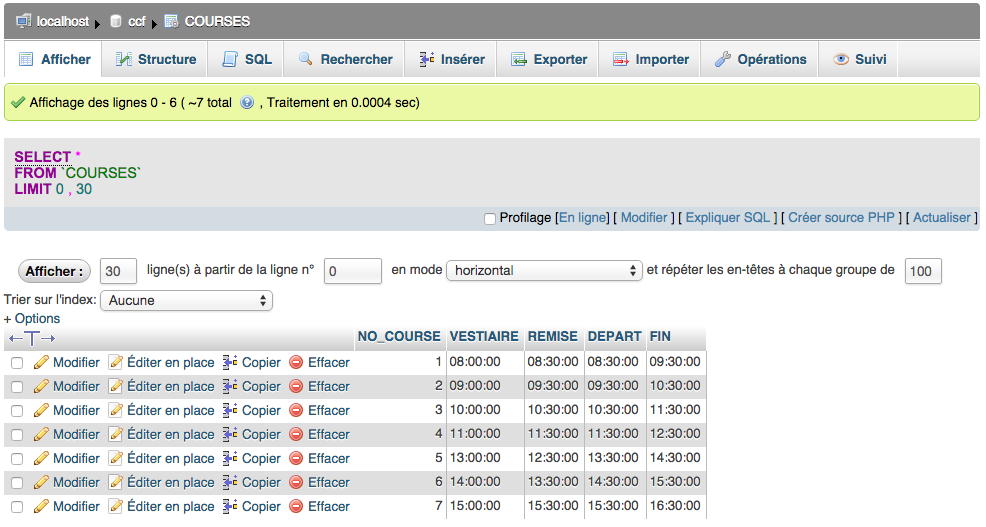 localhost ccf COURSES
Afficher Structure SQL Rechercher Insérer Exporter Importer Opérations Suivi
Affichage des lignes 0 - 6 ( ~7 total , Traitement en 0.0004 sec)
SELECT *
FROM `COURSES`
LIMIT 0 , 30
Profilage [En ligne] [ Modifier ] [ Expliquer SQL ] [ Créer source PHP ] [ Actualiser ]
Afficher : 30 ligne(s) à partir de la ligne n° 0 en mode horizontal et répéter les en-têtes à chaque groupe de 100
Trier sur l'index: Aucune
+ Options
NO_COURSE VESTIAIRE REMISE DEPART FIN
Modifier Éditer en place Copier Effacer 1 08:00:00 08:30:00 08:30:00 09:30:00
Modifier Éditer en place Copier Effacer 2 09:00:00 09:30:00 09:30:00 10:30:00
Modifier Éditer en place Copier Effacer 3 10:00:00 10:30:00 10:30:00 11:30:00
Modifier Éditer en place Copier Effacer 4 11:00:00 11:30:00 11:30:00 12:30:00
Modifier Éditer en place Copier Effacer 5 13:00:00 12:30:00 13:30:00 14:30:00
Modifier Éditer en place Copier Effacer 6 14:00:00 13:30:00 14:30:00 15:30:00
Modifier Éditer en place Copier Effacer 7 15:00:00 15:30:00 15:30:00 16:30:00